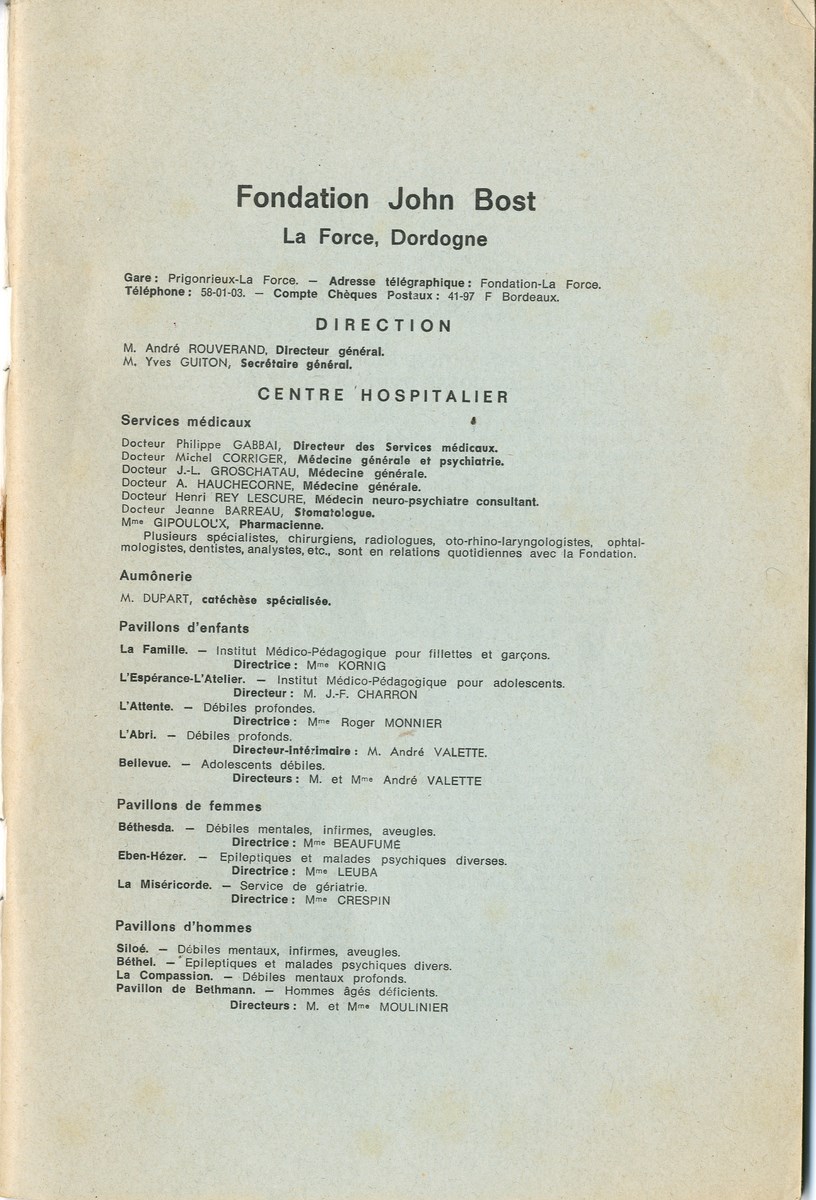 Fondation John Bost
La Force, Dordogne
Gare : Prigonrieux-La Force. — Adresse télégraphique : Fondation-La Force.
Téléphone : 58-01-03. — Compte Chèques Postaux : 41-97 F Bordeaux.
DIRECTION
M. André ROUVERAND, Directeur général.
M. Yves GUITON, Secrétaire général.
CENTRE HOSPITALIER
Services médicaux
Docteur Philippe GABBAI, Directeur des Services médicaux.
Docteur Michel CORRIGER, Médecine générale et psychiatrie.
Docteur J.-L. GROSCHATAU, Médecine générale.
Docteur A. HAUCHECORNE, Médecine générale.
Docteur Henri REY LESCURE, Médecin neuro-psychiatre consultant.
Docteur Jeanne BARREAU, Stomatologue.
Mme GIPOULOUX, Pharmacienne.
Plusieurs spécialistes, chirurgiens, radiologues, oto-rhino-laryngologistes, ophtal-
mologistes, dentistes, analystes, etc., sont en relations quotidiennes avec la Fondation.
Aumônerie
M. DUPART, catéchèse spécialisée.
Pavillons d'enfants
La Famille. — Institut Médico-Pédagogique pour fillettes et garçons.
Directrice : Mme KORNIG
L'Espérance-L'Atelier. — Institut Médico-Pédagogique pour adolescents.
Directeur : M. J.-F. CHARRON
L'Attente. — Débiles profondes.
Directrice : Mme Roger MONNIER
L'Abri. — Débiles profonds.
Directeur-intérimaire : M. André VALETTE.
Bellevue. — Adolescents débiles.
Directeurs : M. et Mme André VALETTE
Pavillons de femmes
Béthesda. — Débiles mentales, infirmes, aveugles.
Directrice : Mme BEAUFUMÉ
Eben-Hézer. — Epileptiques et malades psychiques diverses.
Directrice : Mme LEUBA
La Miséricorde. — Service de gériatrie.
Directrice : Mme CRESPIN
Pavillons d'hommes
Siloé. — Débiles mentaux, infirmes, aveugles.
Béthel. — Epileptiques et malades psychiques divers.
La Compassion. — Débiles mentaux profonds.
Pavillon de Bethmann. — Hommes âgés déficients.
Directeurs : M. et Mme MOULINIER